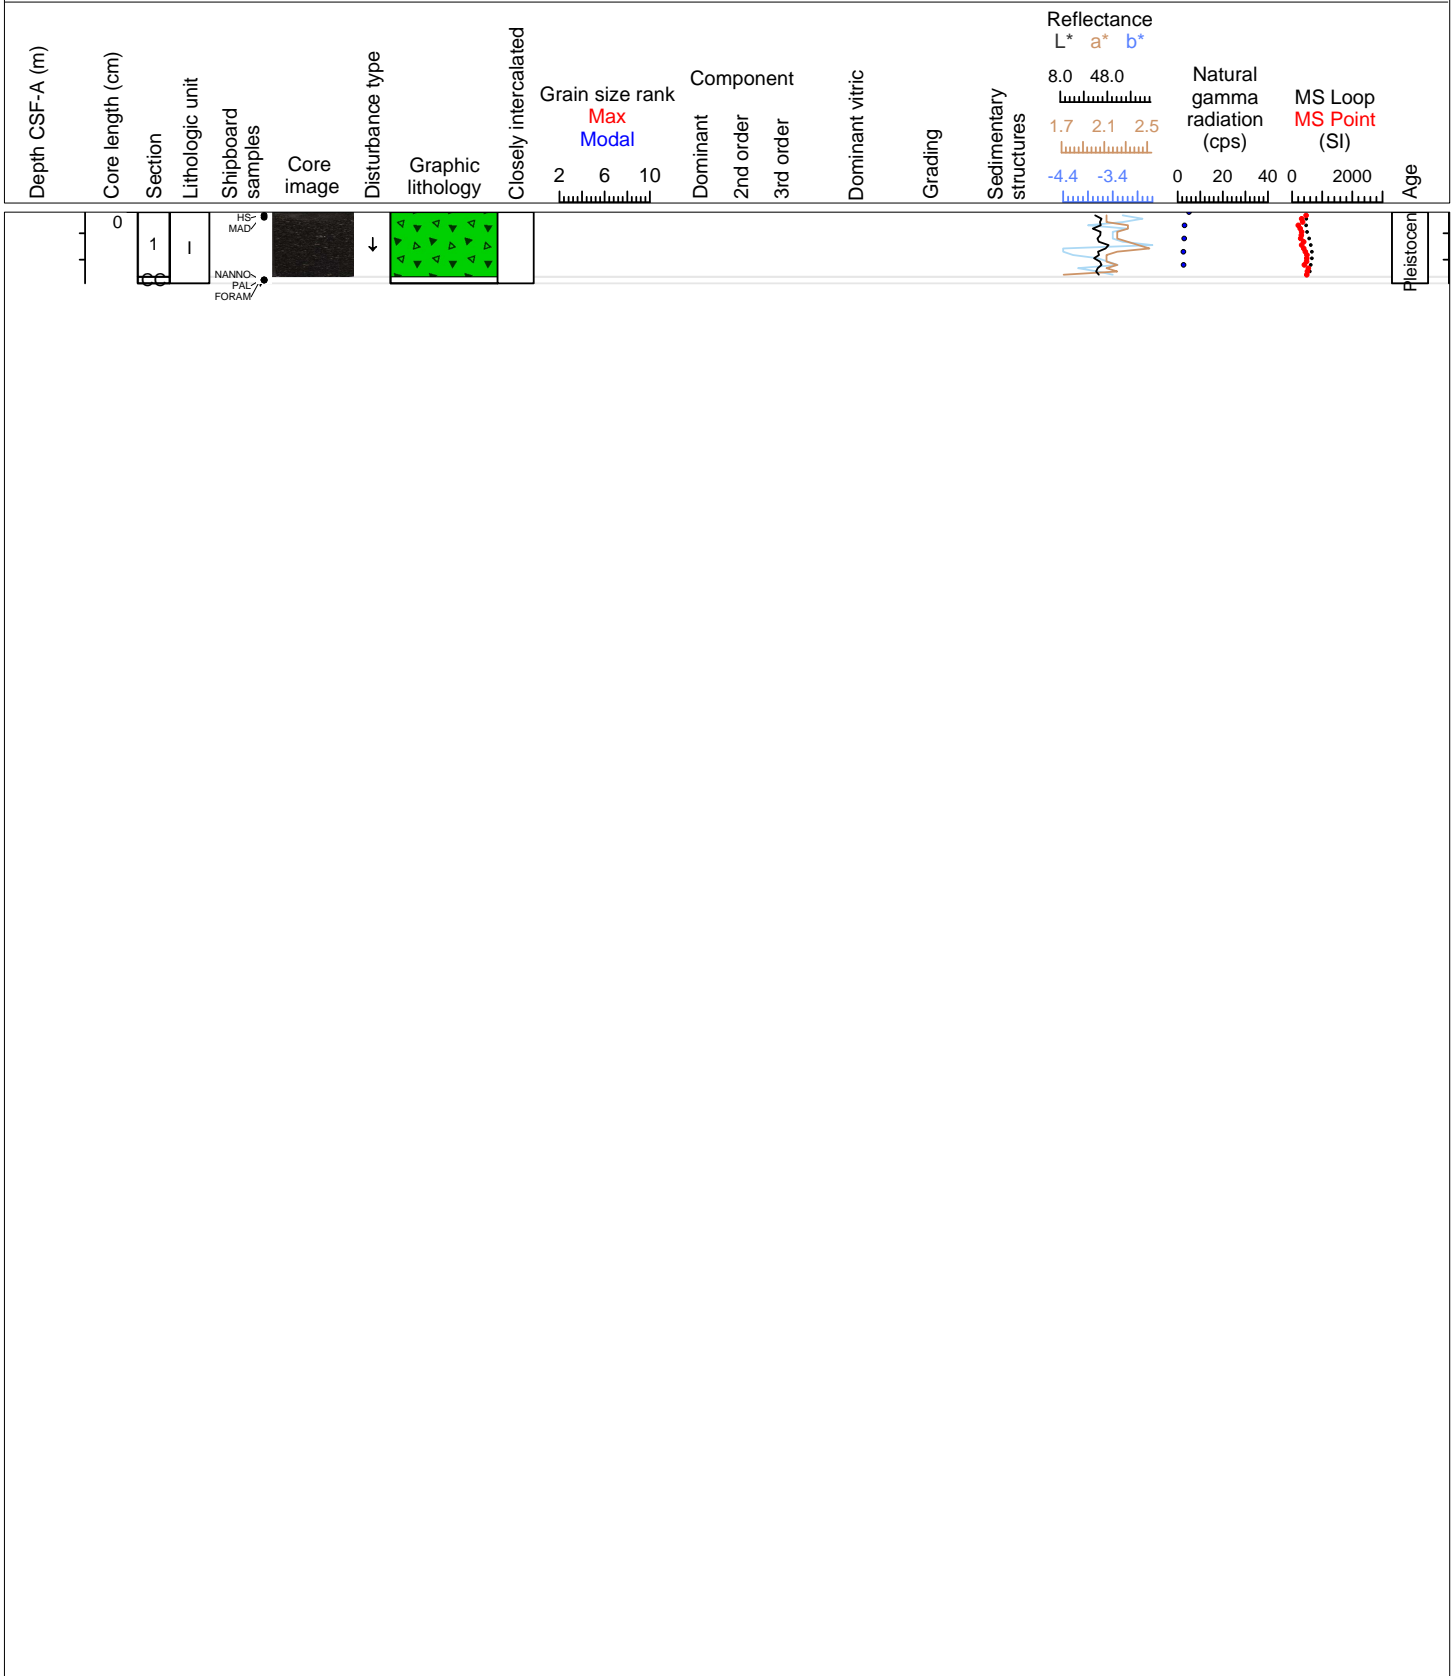 Depth CSF-A (m)
Core length (cm)
Section
Lithologic unit
Shipboard
samples
Core
image
Disturbance type
Graphic
lithology
Closely intercalated
Grain size rank
Max
Modal
2 6 10
Component
Dominant
2nd order
3rd order
Dominant vitric
Grading
Sedimentary
structures
Reflectance
L* a* b*
8.0 48.0
1.7 2.1 2.5
-4.4 -3.4
Natural
gamma
radiation
(cps)
0 20 40
MS Loop
MS Point
(SI)
0 2000
Age
0
1
CC
I
HS
MAD
NANNO
PAL
FORAM
Pleistocen